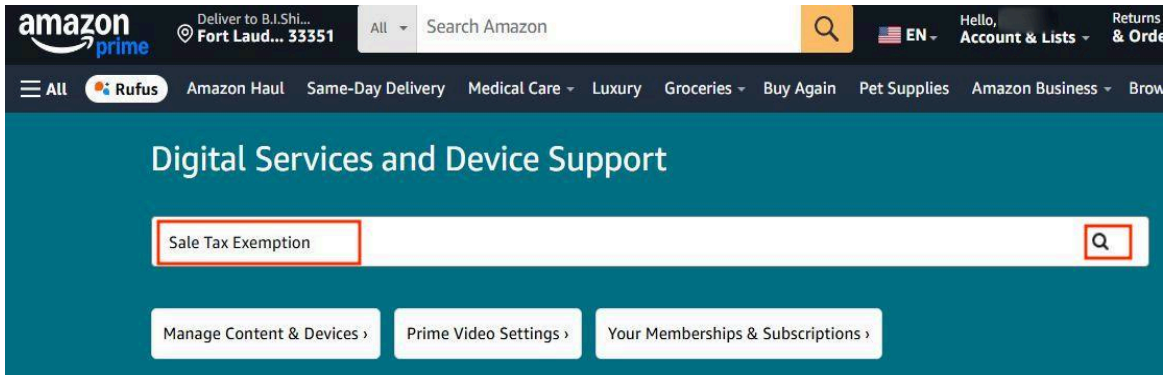 amazon prime
Deliver to B.I.Shi...
Fort Laud... 33351
All
Search Amazon
EN
Hello,
Account & Lists
Returns
& Orde
All
Rufus
Amazon Haul
Same-Day Delivery
Medical Care
Luxury
Groceries
Buy Again
Pet Supplies
Amazon Business
Brow
Digital Services and Device Support
Sale Tax Exemption
Manage Content & Devices ›
Prime Video Settings ›
Your Memberships & Subscriptions ›